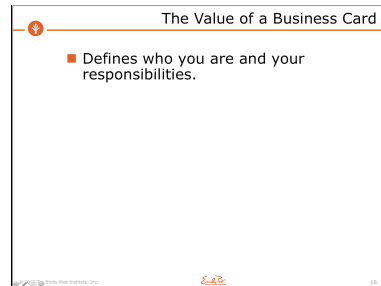 The Value of a Business Card
Defines who you are and your
responsibilities.
Emily Post Institute, Inc.
16